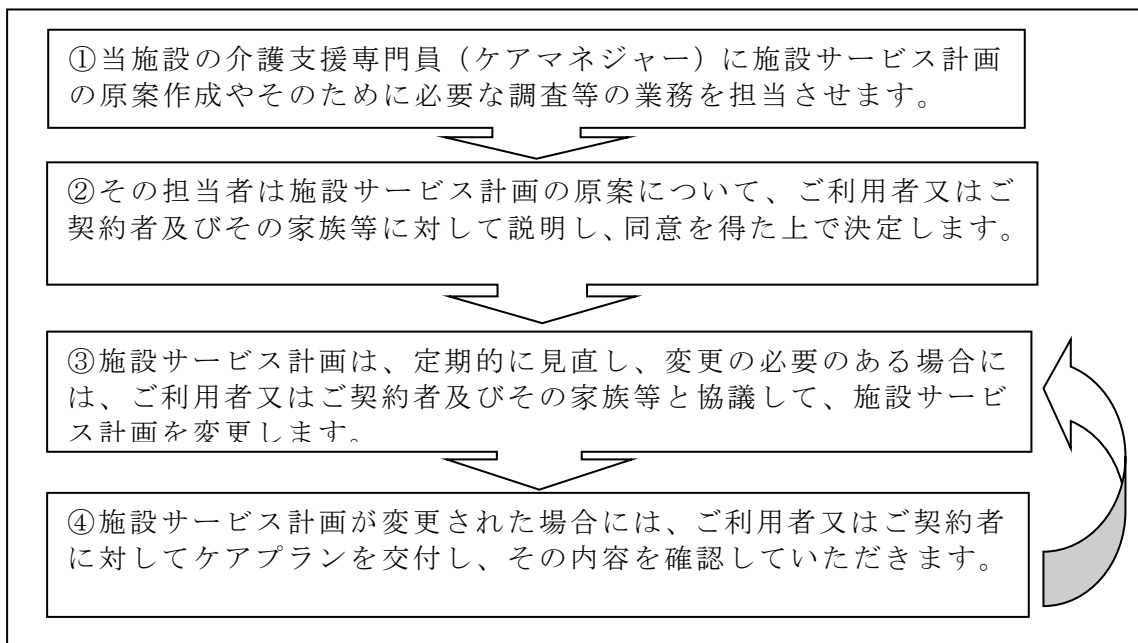 ①当施設の介護支援専門員（ケアマネジャー）に施設サービス計画
の原案作成やそのために必要な調査等の業務を担当させます。
②その担当者は施設サービス計画の原案について、ご利用者又はご
契約者及びその家族等に対して説明し、同意を得た上で決定します。
③施設サービス計画は、定期的に見直し、変更の必要のある場合に
は、ご利用者又はご契約者及びその家族等と協議して、施設サービ
ス計画を変更します。
④施設サービス計画が変更された場合には、ご利用者又はご契約者
に対してケアプランを交付し、その内容を確認していただきます。